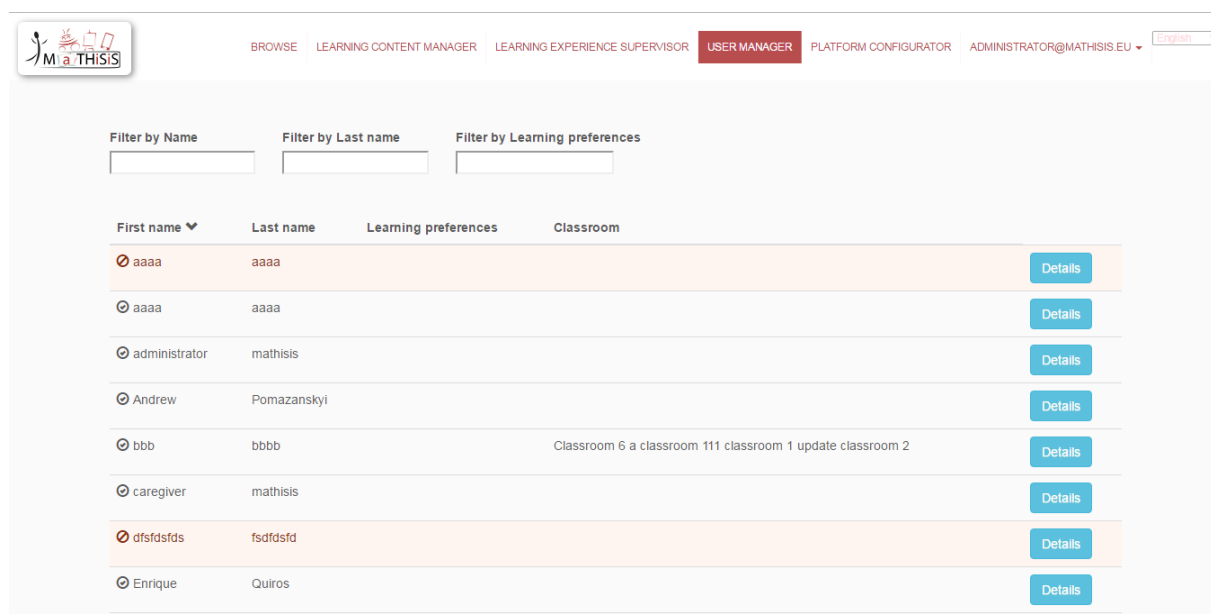 MaTHiSiS
BROWSE LEARNING CONTENT MANAGER LEARNING EXPERIENCE SUPERVISOR USER MANAGER PLATFORM CONFIGURATOR ADMINISTRATOR@MATHISIS.EU English
Filter by Name Filter by Last name Filter by Learning preferences
First name Last name Learning preferences Classroom
aaaa aaaa Details
aaaa aaaa Details
administrator mathisis Details
Andrew Pomazanskyi Details
bbb bbbb Classroom 6 a classroom 111 classroom 1 update classroom 2 Details
caregiver mathisis Details
dfsfdsfds fsdfdsfd Details
Enrique Quiros Details